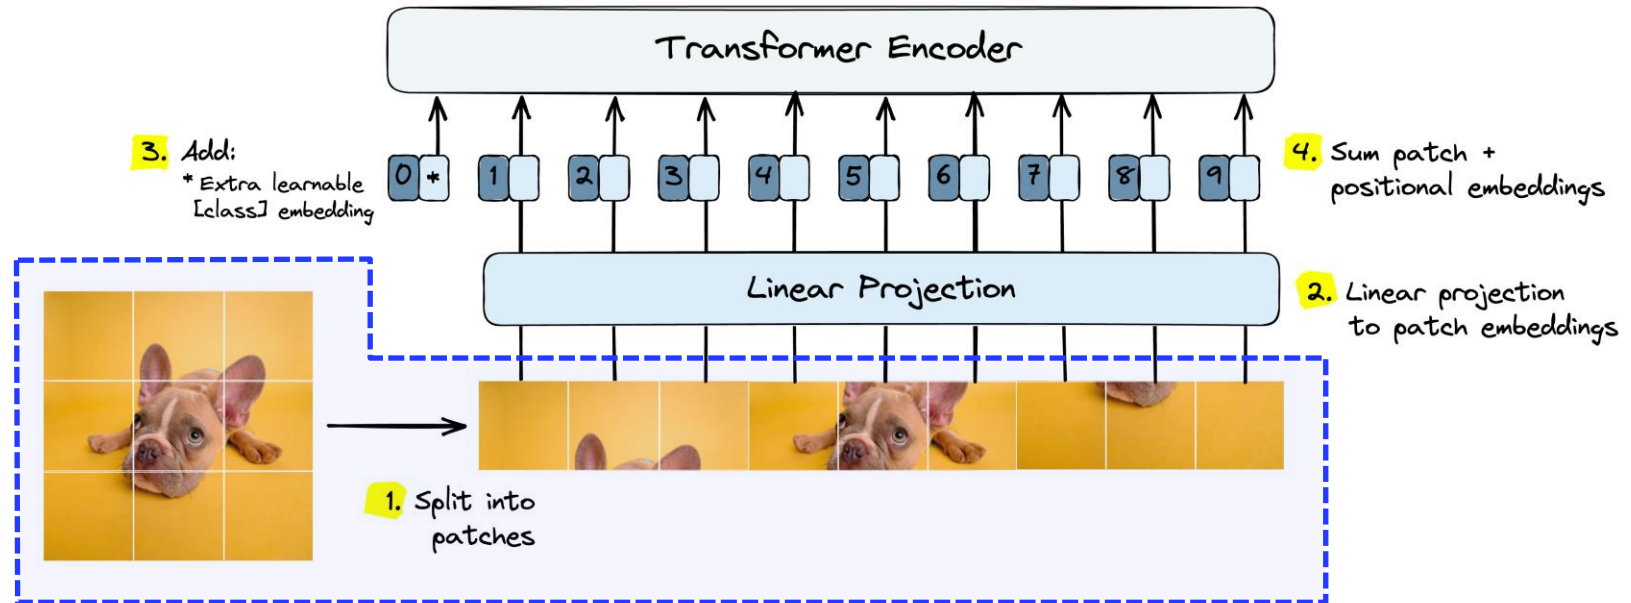 Transformer Encoder
3. Add:
* Extra learnable
[class] embedding
0 * 1 2 3 4 5 6 7 8 9
4. Sum patch +
positional embeddings
Linear Projection
2. Linear projection
to patch embeddings
1. Split into
patches